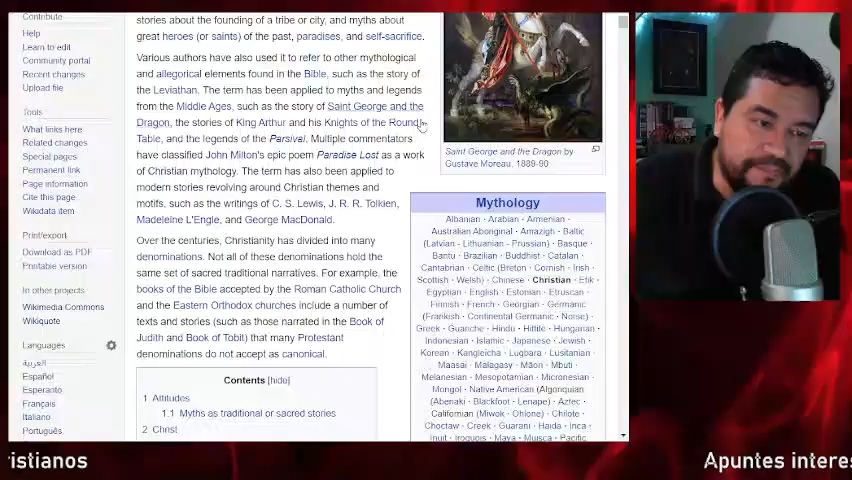 Contribute
Help
Learn to edit
Community portal
Recent changes
Upload file
Tools
What links here
Related changes
Special pages
Permanent link
Page information
Cite this page
Wikidata item
Print/export
Download as PDF
Printable version
In other projects
Wikimedia Commons
Wikiquote
Languages
العربية
Español
Esperanto
Français
Italiano
Português
stories about the founding of a tribe or city, and myths about
great heroes (or saints) of the past, paradises, and self-sacrifice.
Various authors have also used it to refer to other mythological
and allegorical elements found in the Bible, such as the story of
the Leviathan. The term has been applied to myths and legends
from the Middle Ages, such as the story of Saint George and the
Dragon, the stories of King Arthur and his Knights of the Round
Table, and the legends of the Parsival. Multiple commentators
have classified John Milton's epic poem Paradise Lost as a work
of Christian mythology. The term has also been applied to
modern stories revolving around Christian themes and
motifs, such as the writings of C. S. Lewis, J. R. R. Tolkien,
Madeleine L'Engle, and George MacDonald.
Over the centuries, Christianity has divided into many
denominations. Not all of these denominations hold the
same set of sacred traditional narratives. For example, the
books of the Bible accepted by the Roman Catholic Church
and the Eastern Orthodox churches include a number of
texts and stories (such as those narrated in the Book of
Judith and Book of Tobit) that many Protestant
denominations do not accept as canonical.
Contents [hide]
1 Attitudes
1.1 Myths as traditional or sacred stories
2 Christ
Saint George and the Dragon by
Gustave Moreau, 1889-90
Mythology
Albanian · Arabian · Armenian ·
Australian Aboriginal · Amazigh · Baltic
(Latvian · Lithuanian · Prussian) · Basque ·
Bantu · Brazilian · Buddhist · Catalan ·
Cantabrian · Celtic (Breton · Cornish · Irish ·
Scottish · Welsh) · Chinese · Christian · Efik ·
Egyptian · English · Estonian · Etruscan ·
Finnish · French · Georgian · Germanic
(Frankish · Continental Germanic · Norse) ·
Greek · Guanche · Hindu · Hittite · Hungarian ·
Indonesian · Islamic · Japanese · Jewish ·
Korean · Kangleicha · Lugbara · Lusitanian ·
Maasai · Malagasy · Māori · Mbuti ·
Melanesian · Mesopotamian · Micronesian ·
Mongol · Native American (Algonquian
(Abenaki · Blackfoot · Lenape) · Aztec ·
Californian (Miwok · Ohlone) · Chilote ·
Choctaw · Creek · Guarani · Haida · Inca ·
Inuit · Iroquois · Maya · Muisca · Pacific
ristianos
Apuntes interes